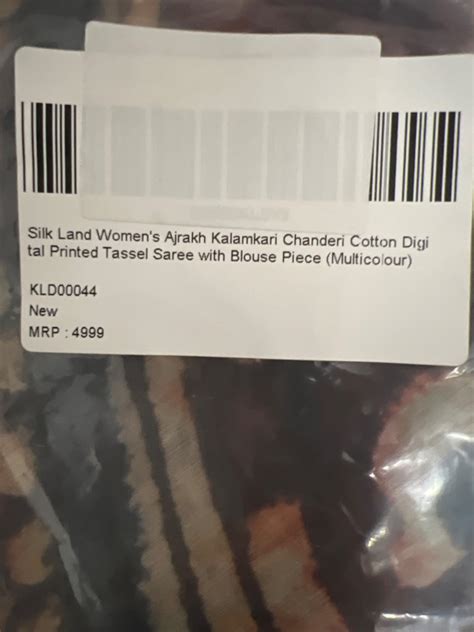 Silk Land Women's Ajrakh Kalamkari Chanderi Cotton Digi
tal Printed Tassel Saree with Blouse Piece (Multicolour)
KLD00044
New
MRP : 4999